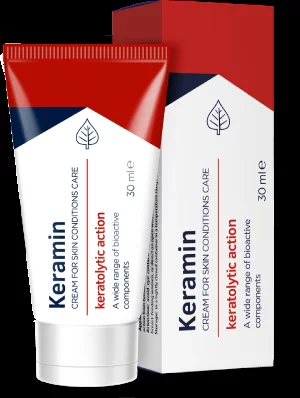 Keramin
CREAM FOR SKIN CONDITIONS CARE
keratolytic action
A wide range of bioactive
components
30 ml e
Keramin
CREAM FOR SKIN CONDITIONS CARE
keratolytic action
A wide range of bioactive
components
30 ml e